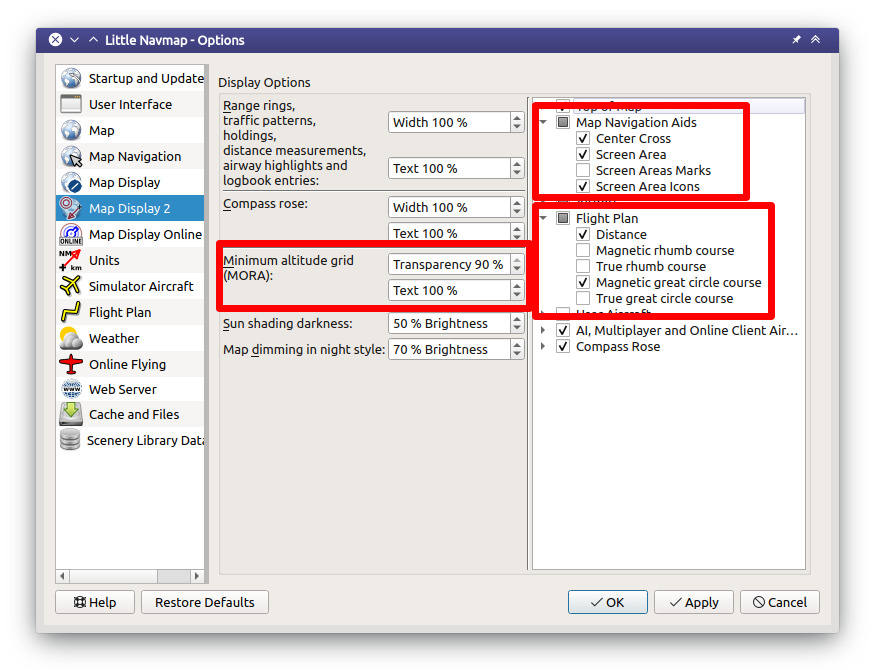 Little Navmap - Options
Startup and Update
User Interface
Map
Map Navigation
Map Display
Map Display 2
Map Display Online
Units
Simulator Aircraft
Flight Plan
Weather
Online Flying
Web Server
Cache and Files
Scenery Library Data
Display Options
Range rings,
traffic patterns,
holdings,
distance measurements,
airway highlights and
logbook entries:
Width 100 %
Text 100 %
Compass rose:
Width 100 %
Text 100 %
Minimum altitude grid
(MORA):
Transparency 90 %
Text 100 %
Sun shading darkness:
50 % Brightness
Map dimming in night style:
70 % Brightness
Top of Map
Map Navigation Aids
Center Cross
Screen Area
Screen Areas Marks
Screen Area Icons
Flight Plan
Distance
Magnetic rhumb course
True rhumb course
Magnetic great circle course
True great circle course
User Aircraft
AI, Multiplayer and Online Client Air...
Compass Rose
Help
Restore Defaults
OK
Apply
Cancel